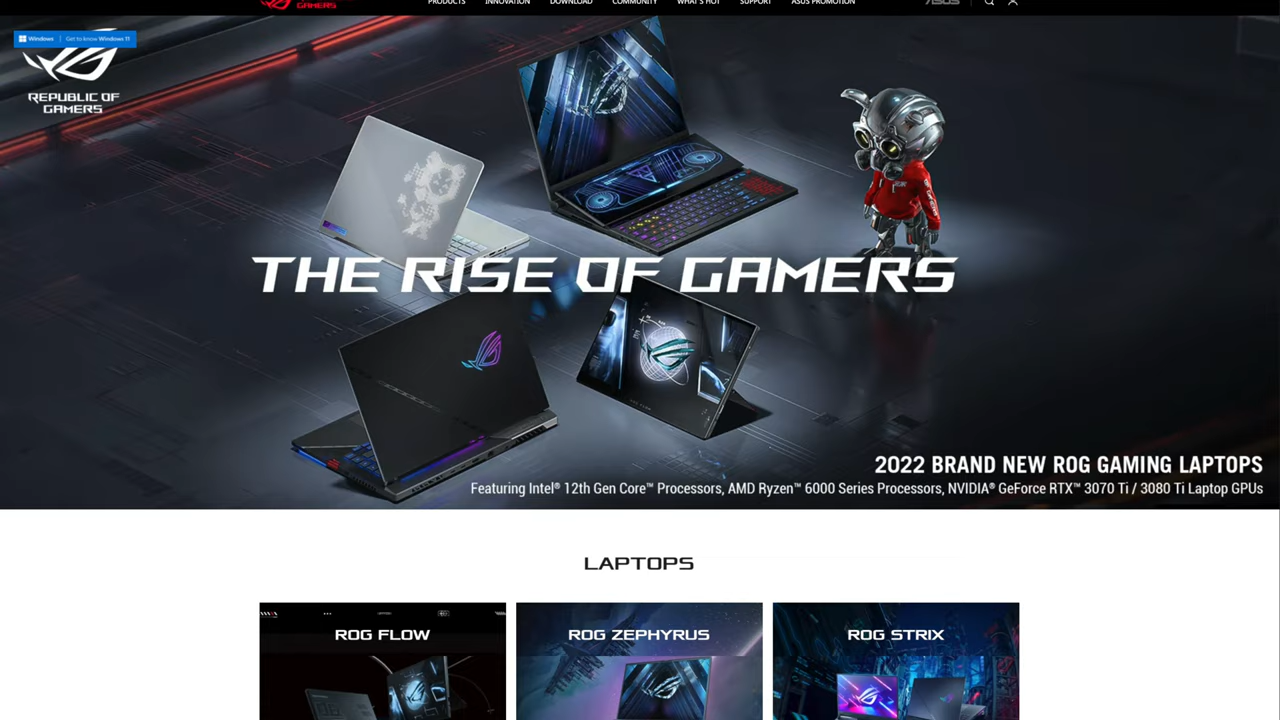 GAMERS
PRODUCTS INNOVATION DOWNLOAD COMMUNITY WHAT'S HOT SUPPORT ASUS PROMOTION
Windows | Get to know Windows 11
REPUBLIC OF
GAMERS
THE RISE OF GAMERS
2022 BRAND NEW ROG GAMING LAPTOPS
Featuring Intel® 12th Gen Core™ Processors, AMD Ryzen™ 6000 Series Processors, NVIDIA® GeForce RTX™ 3070 Ti / 3080 Ti Laptop GPUs
LAPTOPS
ROG FLOW
ROG ZEPHYRUS
ROG STRIX